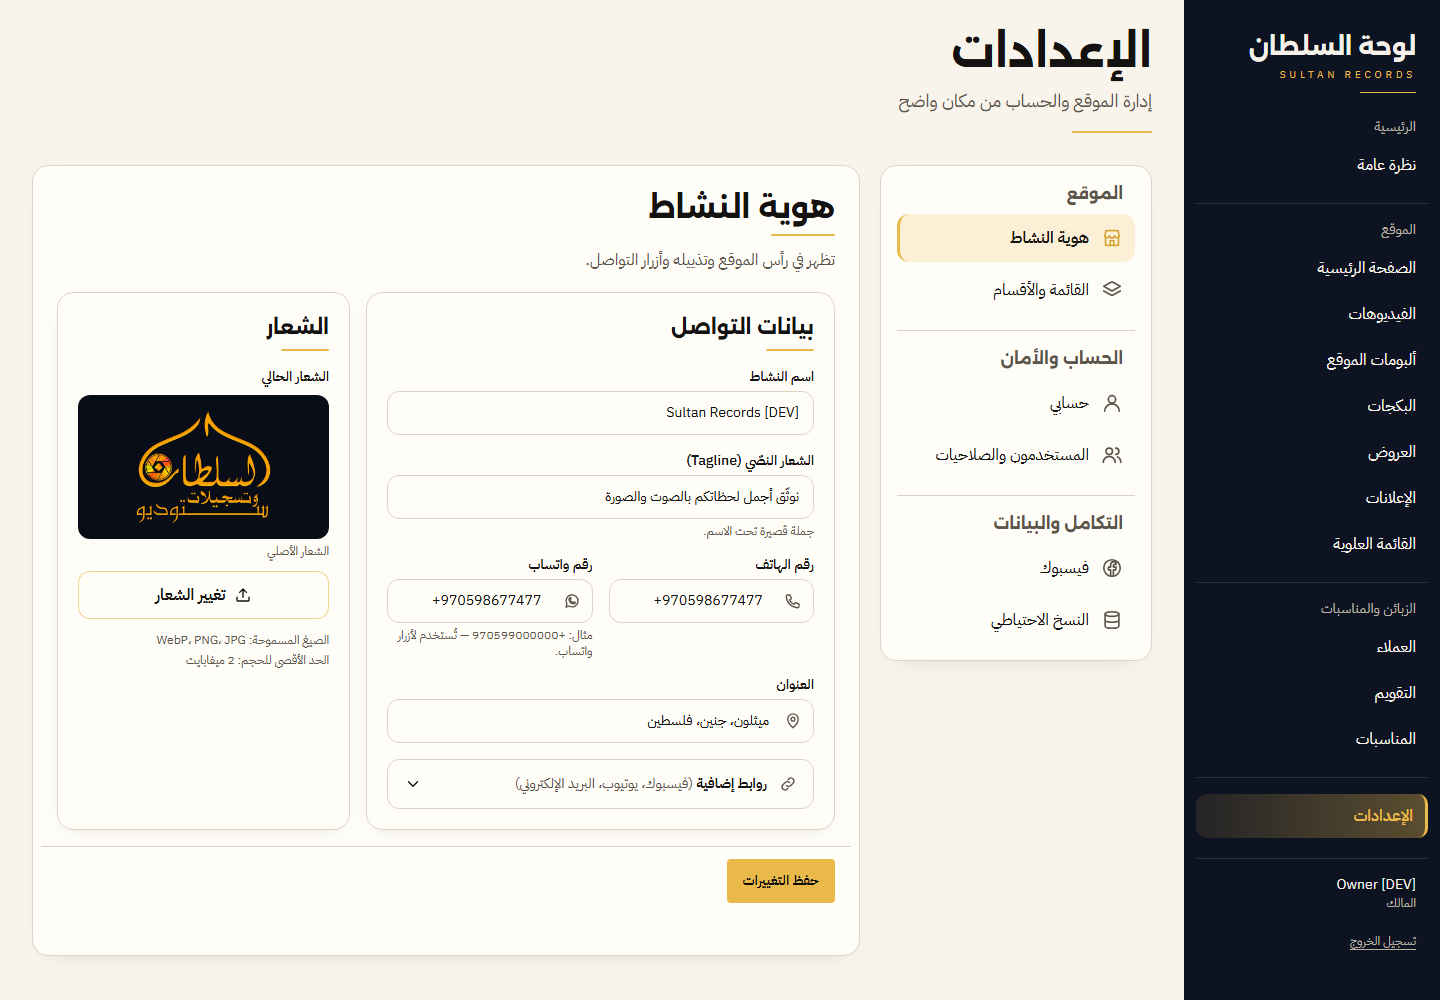 لوحة السلطان
SULTAN RECORDS
الرئيسية
نظرة عامة
الموقع
الصفحة الرئيسية
الفيديوهات
ألبومات الموقع
البكجات
العروض
الإعلانات
القائمة العلوية
الزبائن والمناسبات
العملاء
التقويم
المناسبات
الإعدادات
Owner [DEV]
المالك
تسجيل الخروج
الإعدادات
إدارة الموقع والحساب من مكان واضح
الموقع
هوية النشاط
القائمة والأقسام
الحساب والأمان
حسابي
المستخدمون والصلاحيات
التكامل والبيانات
فيسبوك
النسخ الاحتياطي
هوية النشاط
تظهر في رأس الموقع وتذييله وأزرار التواصل.
بيانات التواصل
اسم النشاط
Sultan Records [DEV]
الشعار النصّي (Tagline)
نوثّق أجمل لحظاتكم بالصوت والصورة
جملة قصيرة تحت الاسم.
رقم الهاتف
+970598677477
رقم واتساب
+970598677477
مثال: +970599000000 — تُستخدم لأزرار
واتساب.
العنوان
ميثلون، جنين، فلسطين
روابط إضافية (فيسبوك، يوتيوب، البريد الإلكتروني)
الشعار
الشعار الحالي
السلطان
وتسجيلات
ستوديو
الشعار الأصلي
تغيير الشعار
الصيغ المسموحة: WebP، PNG، JPG
الحد الأقصى للحجم: 2 ميغابايت
حفظ التغييرات